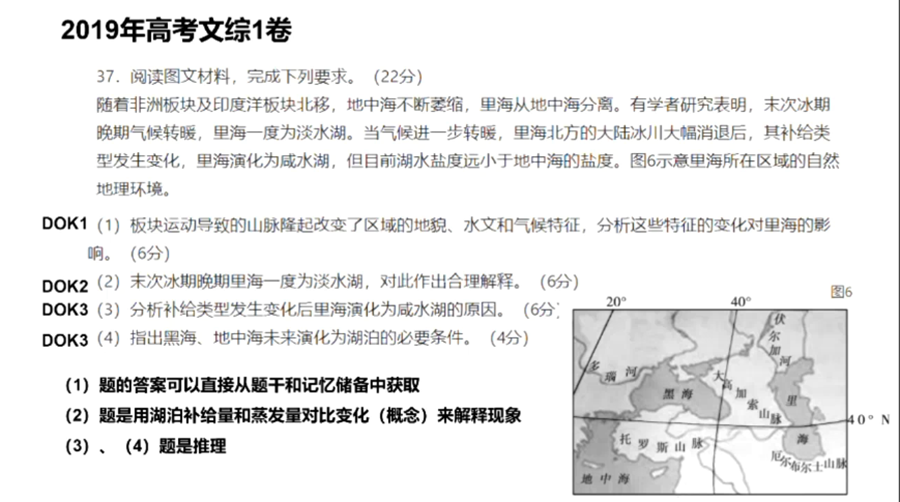 2019年高考文综1卷
37．阅读图文材料，完成下列要求。（22分）
随着非洲板块及印度洋板块北移，地中海不断萎缩，里海从地中海分离。有学者研究表明，末次冰期
晚期气候转暖，里海一度为淡水湖。当气候进一步转暖，里海北方的大陆冰川大幅消退后，其补给类
型发生变化，里海演化为咸水湖，但目前湖水盐度远小于地中海的盐度。图6示意里海所在区域的自然
地理环境。
DOK1（1）板块运动导致的山脉隆起改变了区域的地貌、水文和气候特征，分析这些特征的变化对里海的影
响。（6分）
DOK2（2）末次冰期晚期里海一度为淡水湖，对此作出合理解释。（6分）
DOK3（3）分析补给类型发生变化后里海演化为咸水湖的原因。（6分
DOK3（4）指出黑海、地中海未来演化为湖泊的必要条件。（4分）
（1）题的答案可以直接从题干和记忆储备中获取
（2）题是用湖泊补给量和蒸发量对比变化（概念）来解释现象
（3）、（4）题是推理
图6
20°
40°
伏尔加河
多瑙河
黑海
大高加索山脉
里海
40°N
托罗斯山脉
厄尔布尔士山脉
地中海